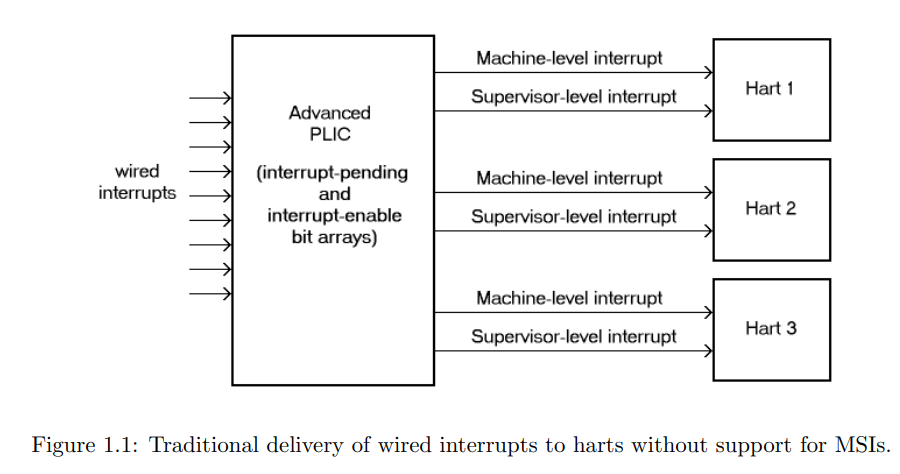 Machine-level interrupt
Supervisor-level interrupt
Hart 1
Advanced
PLIC
(interrupt-pending
and
interrupt-enable
bit arrays)
wired
interrupts
Machine-level interrupt
Supervisor-level interrupt
Hart 2
Machine-level interrupt
Supervisor-level interrupt
Hart 3
Figure 1.1: Traditional delivery of wired interrupts to harts without support for MSIs.